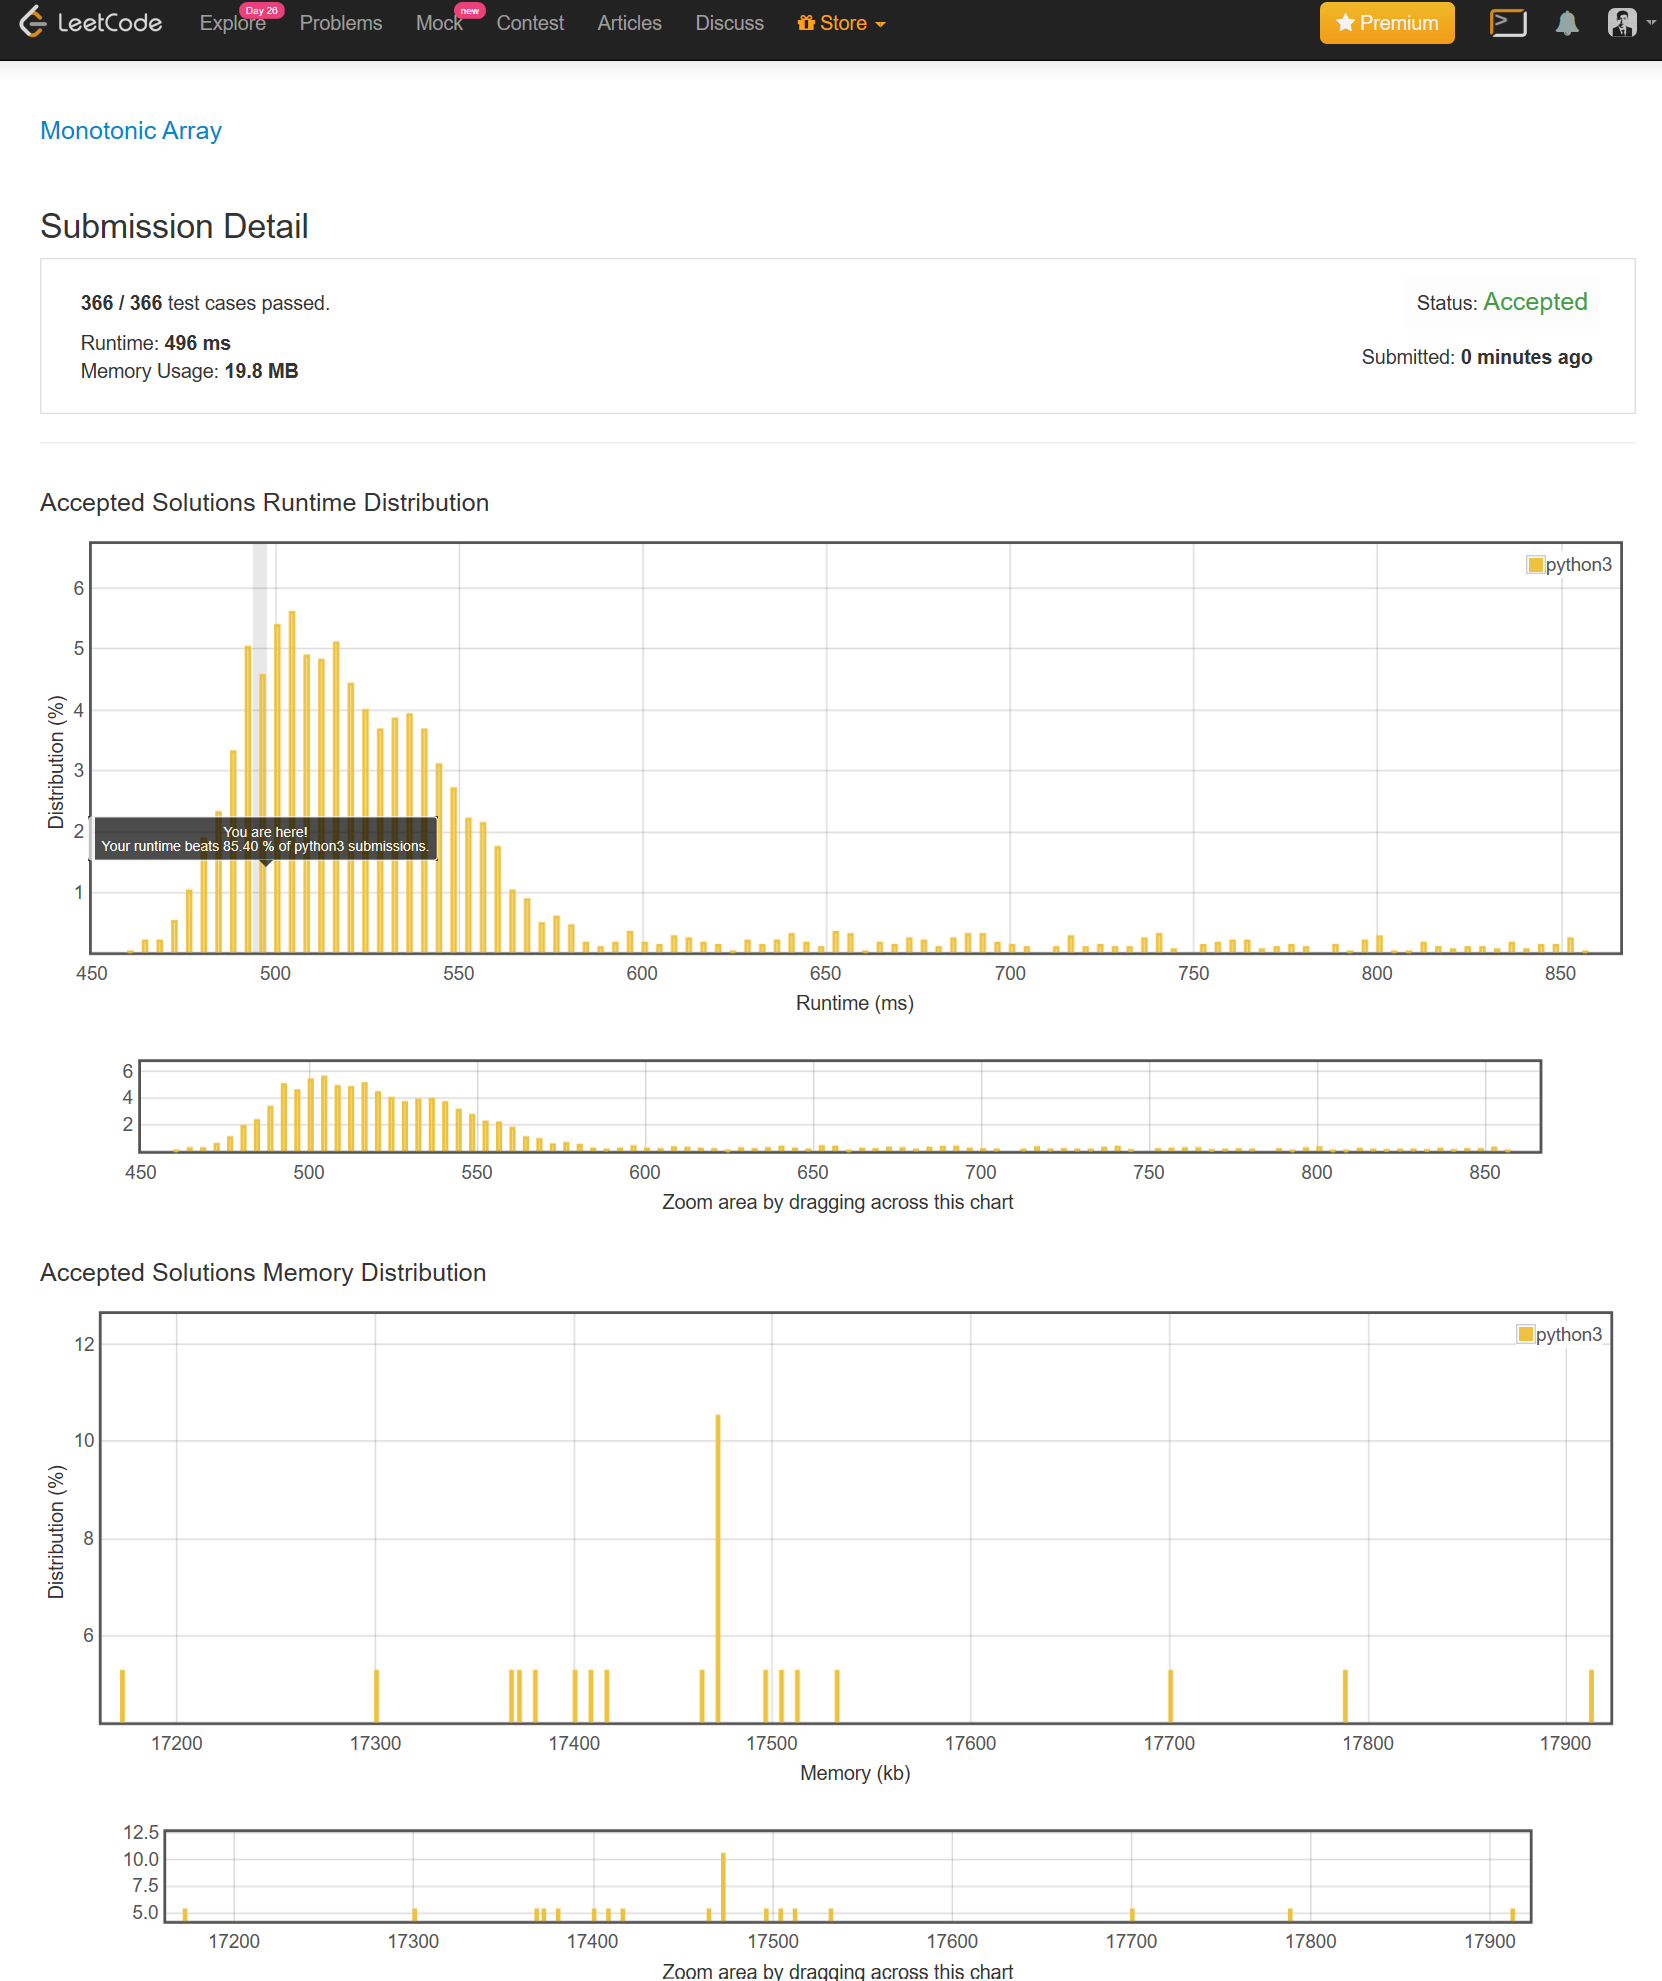 LeetCode Explore Day 26 Problems Mock new Contest Articles Discuss Store Premium
Monotonic Array
Submission Detail
366 / 366 test cases passed.
Status: Accepted
Runtime: 496 ms
Submitted: 0 minutes ago
Memory Usage: 19.8 MB
Accepted Solutions Runtime Distribution
python3
6
5
4
3
2
1
Distribution (%)
You are here!
Your runtime beats 85.40 % of python3 submissions.
450 500 550 600 650 700 750 800 850
Runtime (ms)
6
4
2
450 500 550 600 650 700 750 800 850
Zoom area by dragging across this chart
Accepted Solutions Memory Distribution
python3
12
10
8
6
Distribution (%)
17200 17300 17400 17500 17600 17700 17800 17900
Memory (kb)
12.5
10.0
7.5
5.0
17200 17300 17400 17500 17600 17700 17800 17900
Zoom area by dragging across this chart